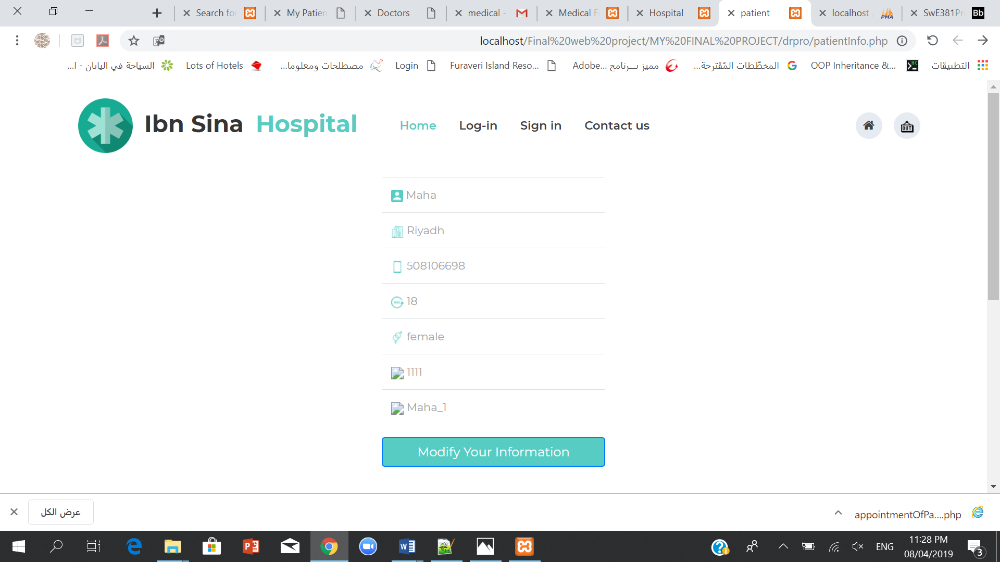 Search fo
My Patien
Doctors
medical -
Medical F
Hospital
patient
localhost
PMA
SwE381Pr
Bb
localhost/Final%20web%20project/MY%20FINAL%20PROJECT/drpro/patientInfo.php
السياحة في اليابان - ا...
Lots of Hotels
مصطلحات ومعلوما...
Login
Furaveri Island Reso...
Adobe... مميز بـــرنامج
المخطّطات المُقترحة...
OOP Inheritance &...
التطبيقات
Ibn Sina Hospital
Home
Log-in
Sign in
Contact us
OUT
Maha
Riyadh
508106698
18
female
1111
Maha_1
Modify Your Information
عرض الكل
appointmentOfPa....php
ENG
11:28 PM
08/04/2019
3